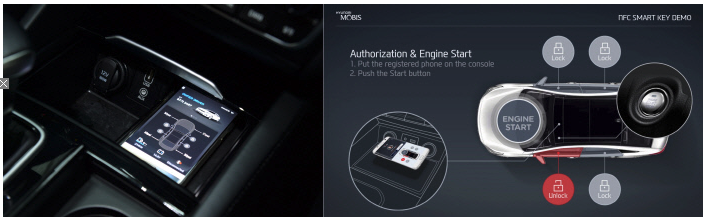 12V
HYUNDAI
MOBIS
NFC SMART KEY DEMO
Authorization & Engine Start
1. Put the registered phone on the console
2. Push the Start button
Lock
Lock
ENGINE
START
Unlock
Lock